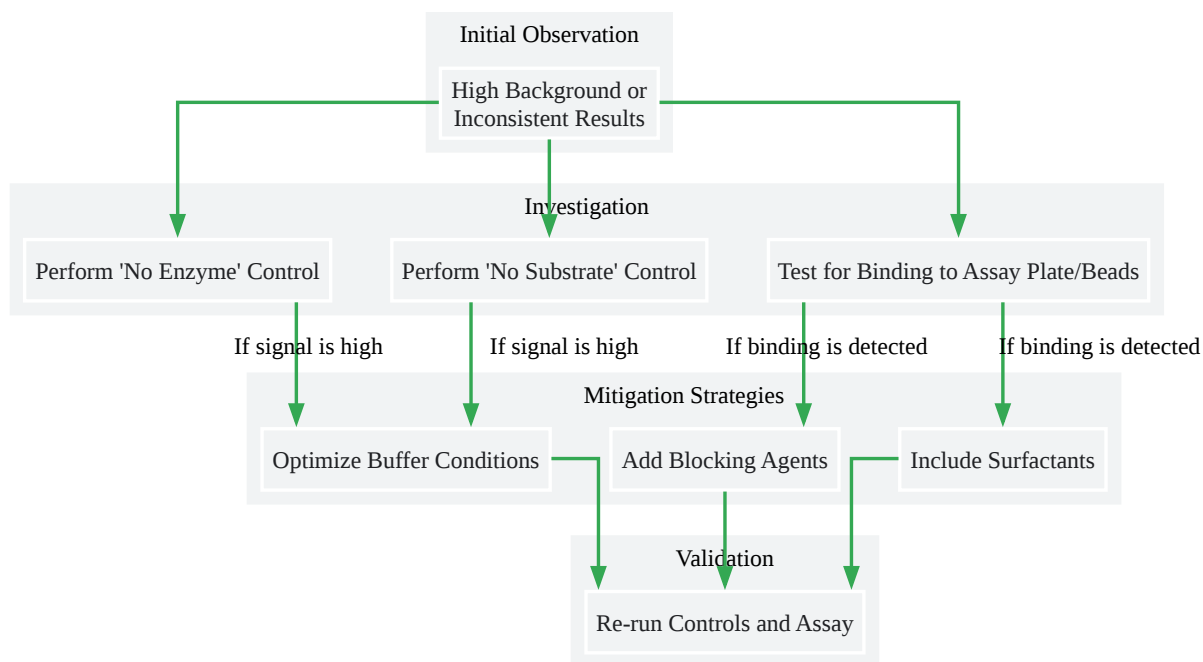 Initial Observation
High Background or
Inconsistent Results
Investigation
Perform 'No Enzyme' Control
Perform 'No Substrate' Control
Test for Binding to Assay Plate/Beads
If signal is high
If signal is high
If binding is detected
If binding is detected
Mitigation Strategies
Optimize Buffer Conditions
Add Blocking Agents
Include Surfactants
Validation
Re-run Controls and Assay